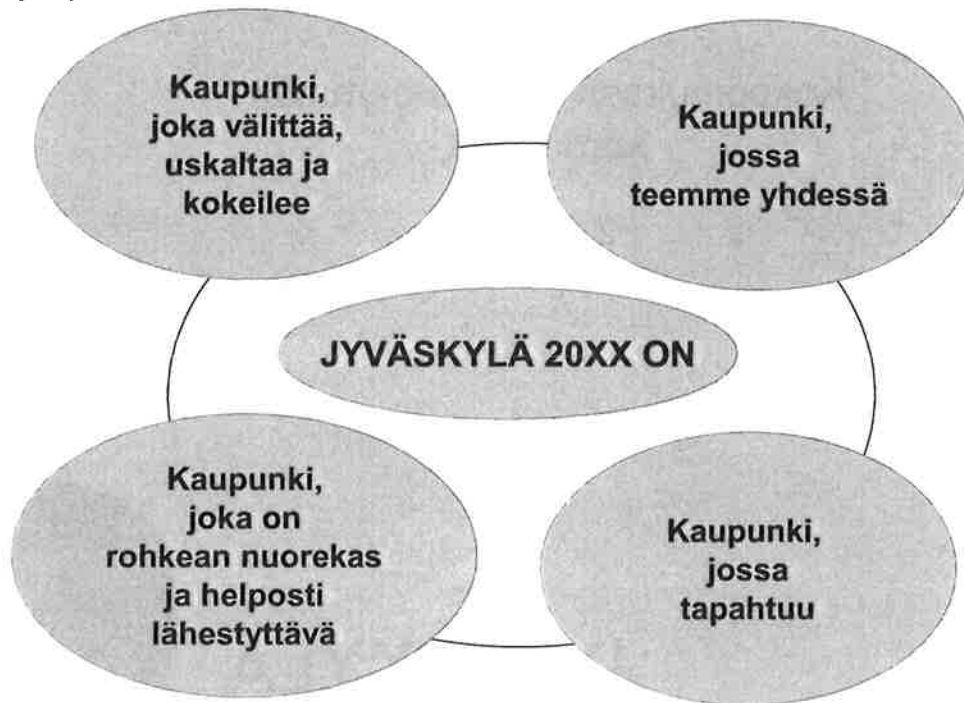 Kaupunki,
joka välittää,
uskaltaa ja
kokeilee
Kaupunki,
jossa
teemme yhdessä
JYVÄSKYLÄ 20XX ON
Kaupunki,
joka on
rohkean nuorekas
ja helposti
lähestyttävä
Kaupunki,
jossa
tapahtuu